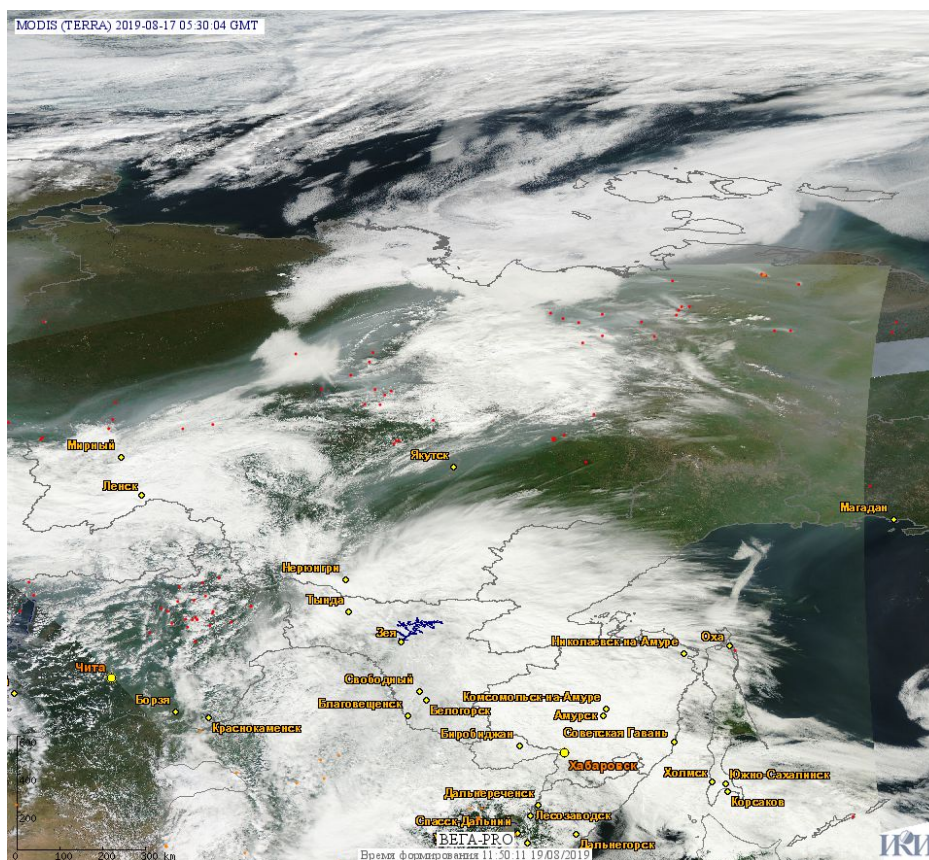 MODIS (TERRA) 2019-08-17 05:30:04 GMT
Мирный
Якутск
Ленск
Магадан
Нерюнгри
Тында
Зея
Николаевск-на-Амуре
Оха
Чита
Свободный
Комсомольск-на-Амуре
Борзя
Благовещенск
Белогорск
Амурск
Краснокаменск
Биробиджан
Советская Гавань
Хабаровск
Холмск
Южно-Сахалинск
Дальнереченск
Корсаков
Лесозаводск
Спасск-Дальний
ВЕГА-PRO
Дальнегорск
ИКИ
200 300 km
Время формирования 11:50:11 19/08/2019